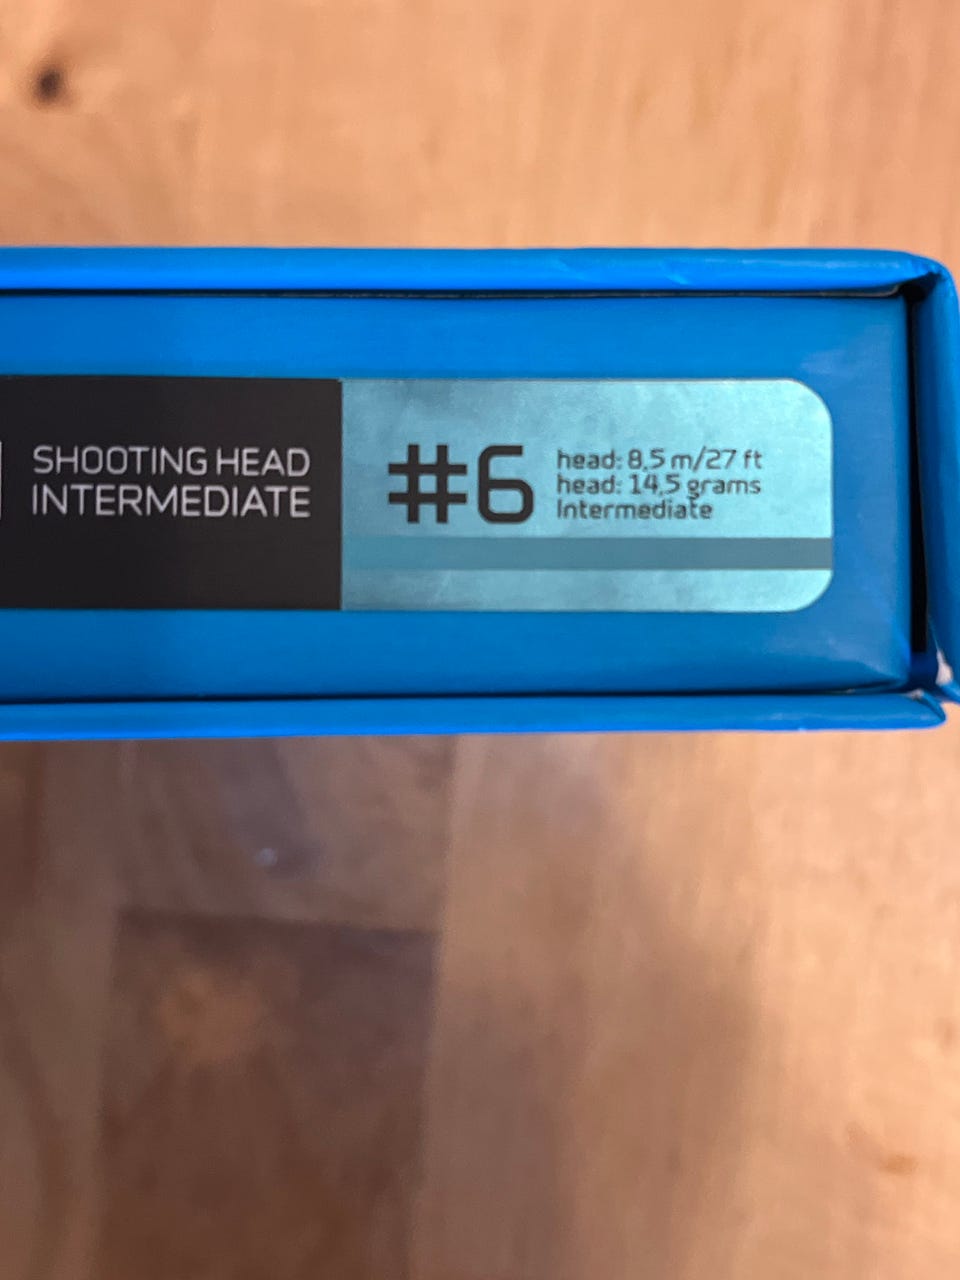 SHOOTING HEAD
INTERMEDIATE
#6
head: 8,5 m/27 ft
head: 14,5 grams
Intermediate